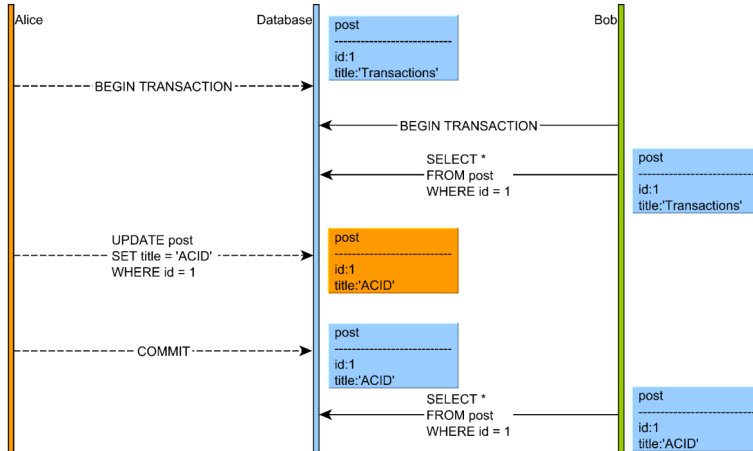 Alice
Database
Bob
post
---------------------------
id:1
title:'Transactions'
BEGIN TRANSACTION
BEGIN TRANSACTION
SELECT *
FROM post
WHERE id = 1
post
---------------------------
id:1
title:'Transactions'
UPDATE post
SET title = 'ACID'
WHERE id = 1
post
---------------------------
id:1
title:'ACID'
COMMIT
post
---------------------------
id:1
title:'ACID'
SELECT *
FROM post
WHERE id = 1
post
---------------------------
id:1
title:'ACID'